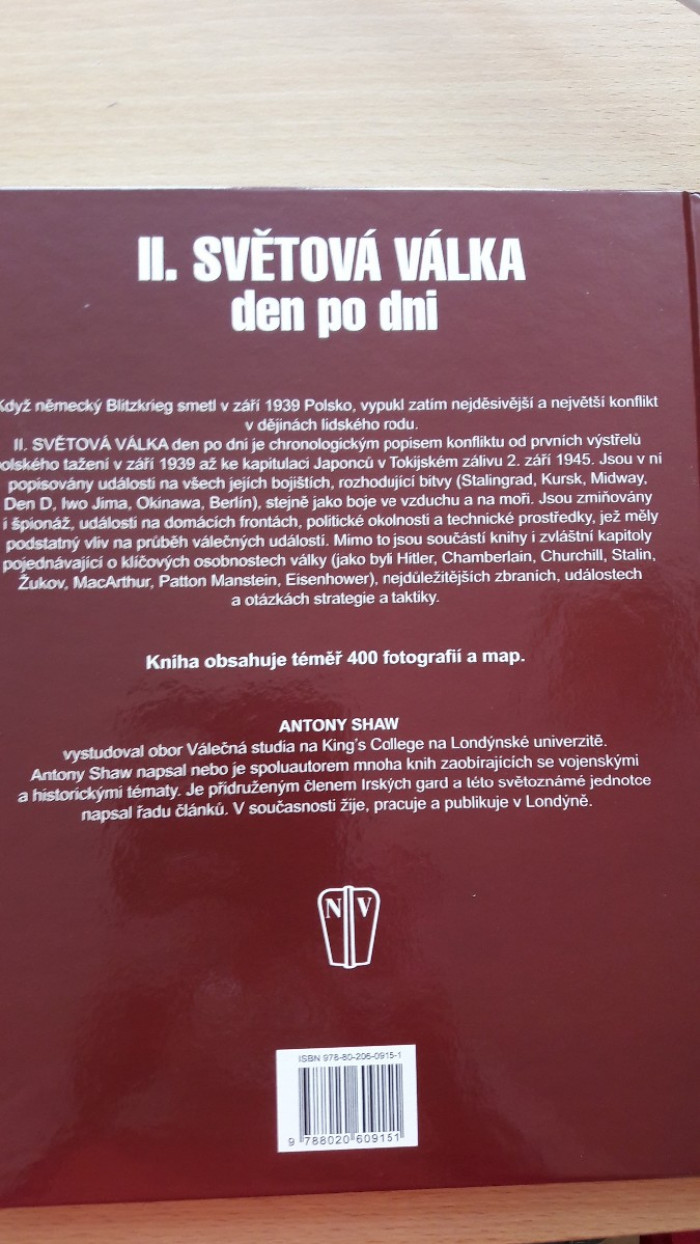 II. SVĚTOVÁ VÁLKA
den po dni
Když německý Blitzkrieg smetl v září 1939 Polsko, vypukl zatím nejděsivější a největší konflikt
v dějinách lidského rodu.
II. SVĚTOVÁ VÁLKA den po dni je chronologickým popisem konfliktu od prvních výstřelů
polského tažení v září 1939 až ke kapitulaci Japonců v Tokijském zálivu 2. září 1945. Jsou v ní
popisovány události na všech jejích bojištích, rozhodující bitvy (Stalingrad, Kursk, Midway,
Den D, Iwo Jima, Okinawa, Berlín), stejně jako boje ve vzduchu a na moři. Jsou zmiňovány
i špionáž, události na domácích frontách, politické okolnosti a technické prostředky, jež měly
podstatný vliv na průběh válečných událostí. Mimo to jsou součástí knihy i zvláštní kapitoly
pojednávající o klíčových osobnostech války (jako byli Hitler, Chamberlain, Churchill, Stalin,
Žukov, MacArthur, Patton Manstein, Eisenhower), nejdůležitějších zbraních, událostech
a otázkách strategie a taktiky.
Kniha obsahuje téměř 400 fotografií a map.
ANTONY SHAW
vystudoval obor Válečná studia na King's College na Londýnské univerzitě.
Antony Shaw napsal nebo je spoluautorem mnoha knih zaobírajících se vojenskými
a historickými tématy. Je přidruženým členem Irských gard a této světoznámé jednotce
napsal řadu článků. V současnosti žije, pracuje a publikuje v Londýně.
N V
ISBN 978-80-206-0915-1
9 788020 609151